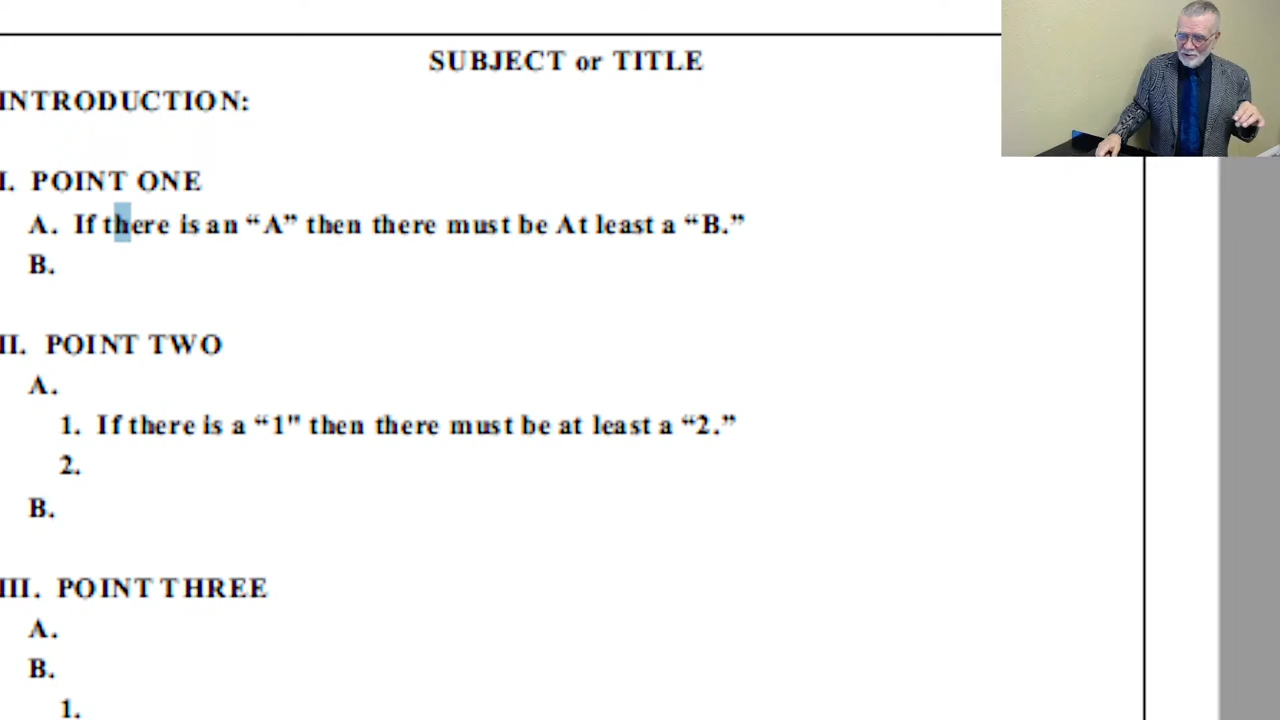 SUBJECT or TITLE
INTRODUCTION:
I. POINT ONE
A. If there is an “A” then there must be At least a “B.”
B.
II. POINT TWO
A.
1. If there is a “1" then there must be at least a “2.”
2.
B.
III. POINT THREE
A.
B.
1.